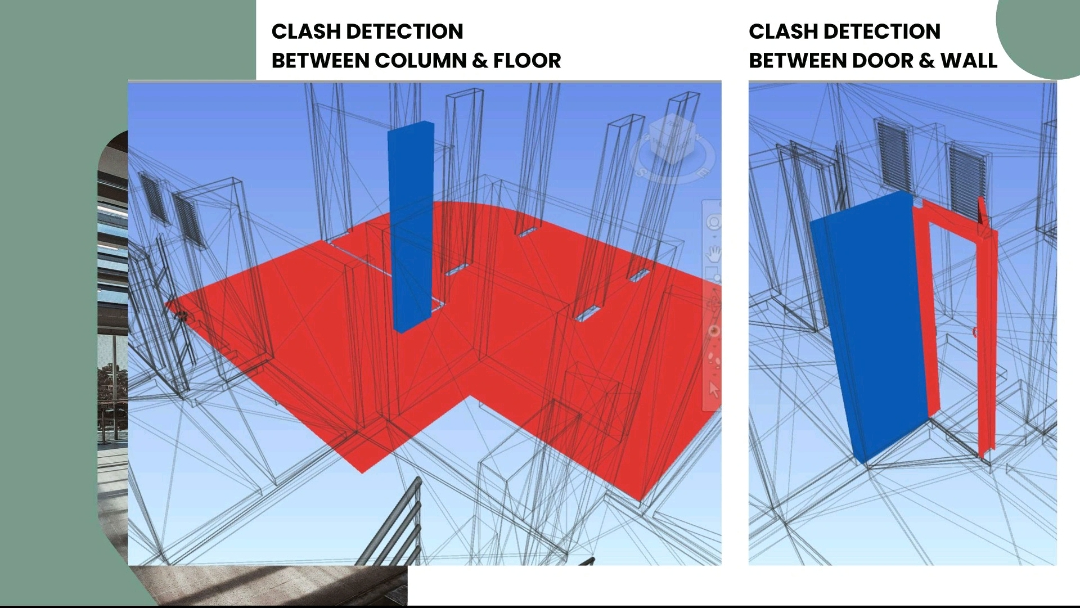 CLASH DETECTION
BETWEEN COLUMN & FLOOR
CLASH DETECTION
BETWEEN DOOR & WALL